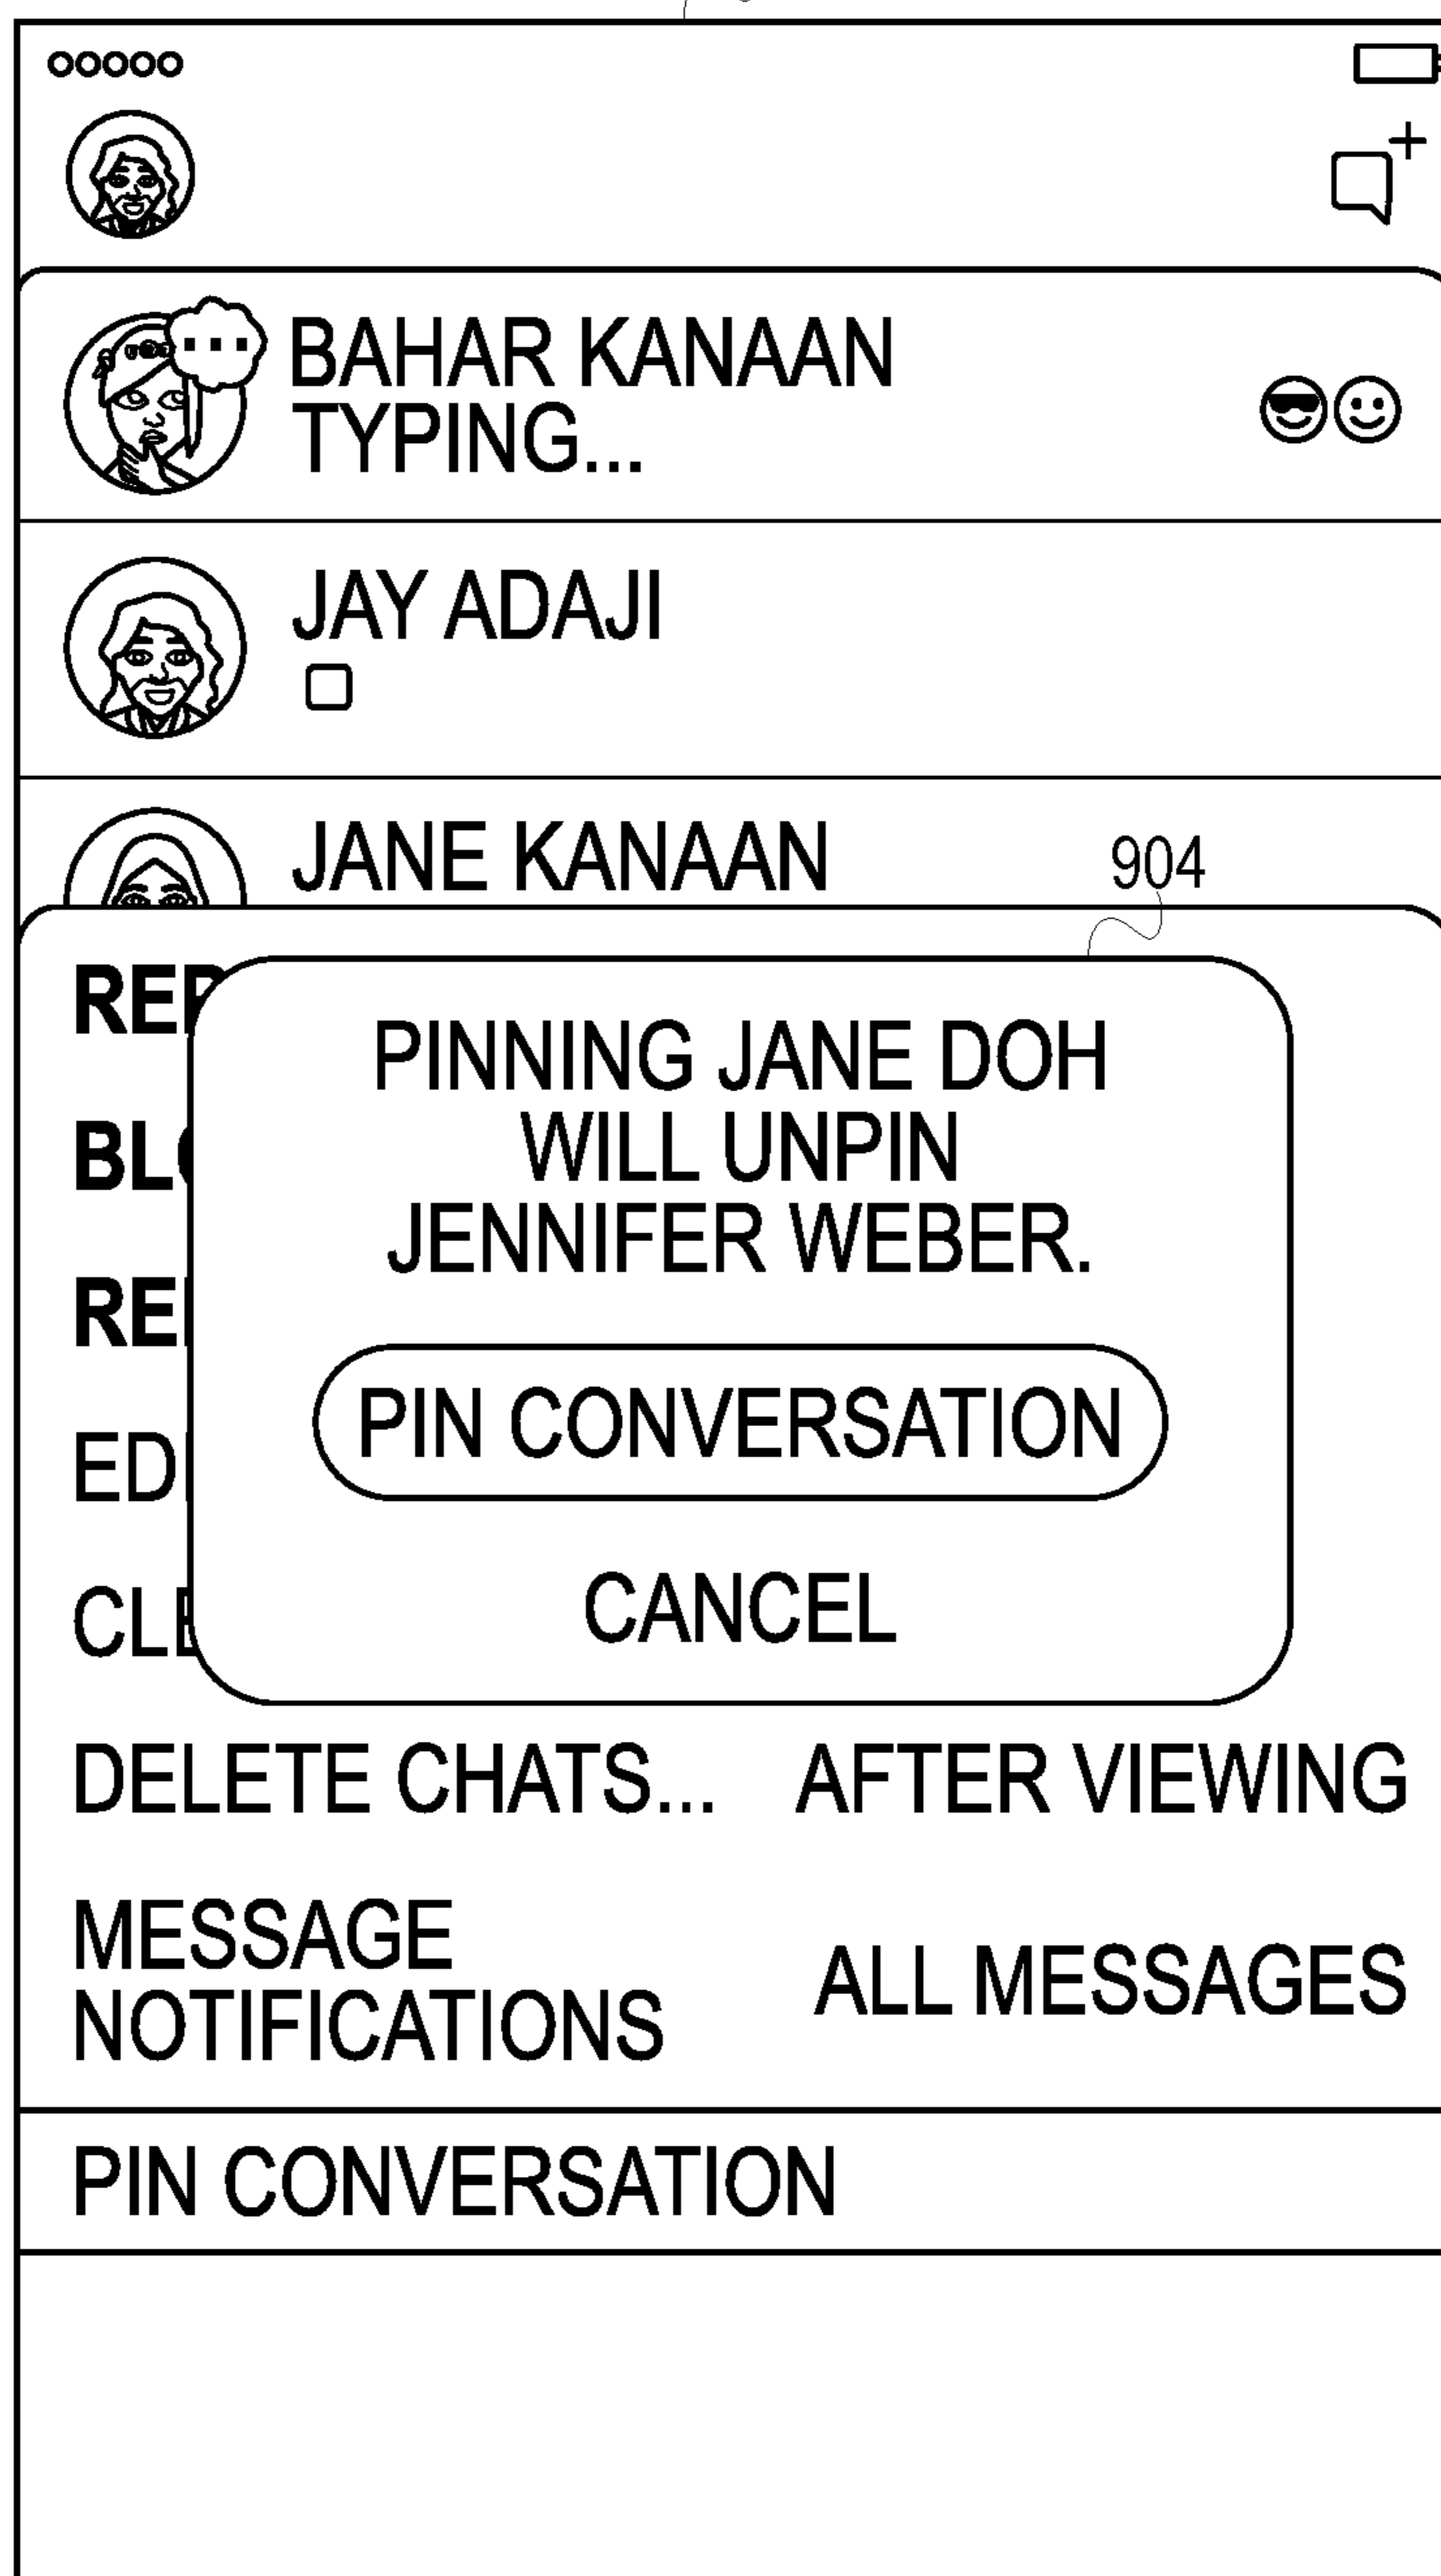 BAHAR KANAAN
TYPING...
JAY ADAJI
JANE KANAAN
904
PINNING JANE DOH
WILL UNPIN
JENNIFER WEBER.
PIN CONVERSATION
CANCEL
DELETE CHATS... AFTER VIEWING
MESSAGE
NOTIFICATIONS
ALL MESSAGES
PIN CONVERSATION